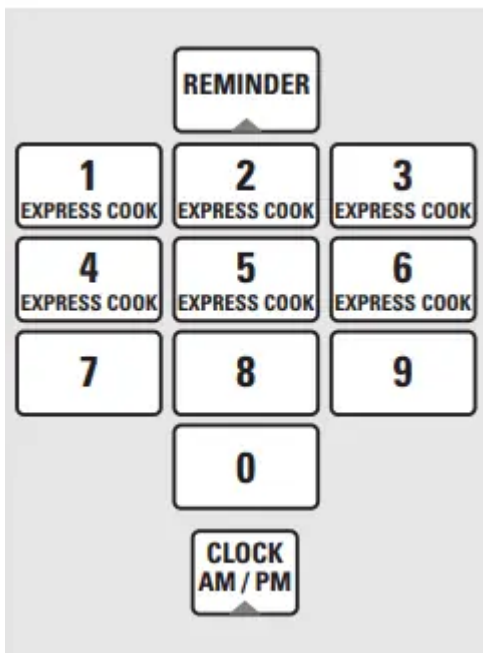 REMINDER
1 2 3
EXPRESS COOK EXPRESS COOK EXPRESS COOK
4 5 6
EXPRESS COOK EXPRESS COOK EXPRESS COOK
7 8 9
0
CLOCK
AM / PM